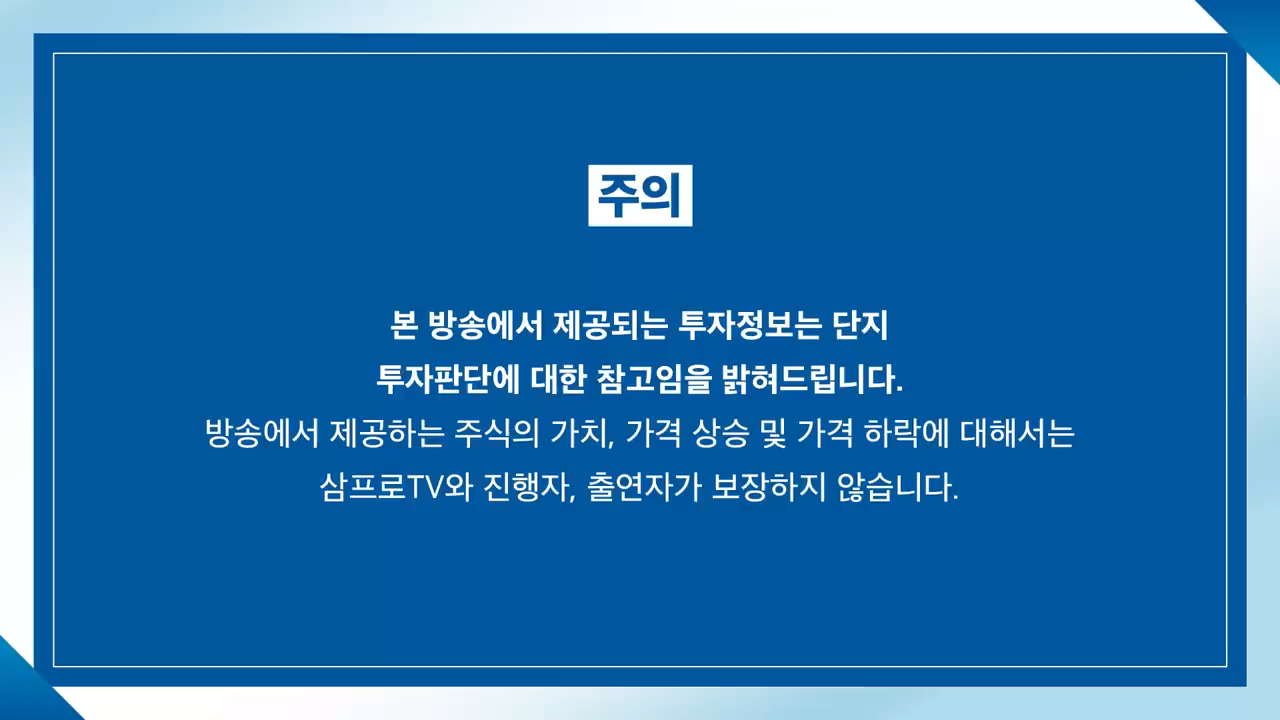 주의
본 방송에서 제공되는 투자정보는 단지
투자판단에 대한 참고임을 밝혀드립니다.
방송에서 제공하는 주식의 가치, 가격 상승 및 가격 하락에 대해서는
삼프로TV와 진행자, 출연자가 보장하지 않습니다.